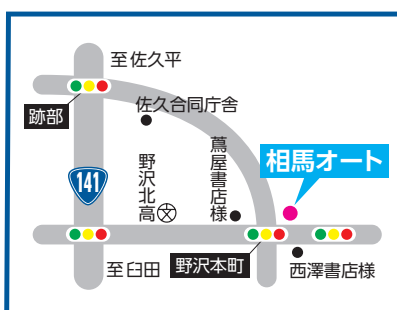 至佐久平
佐久合同庁舎
跡部
蔦屋書店様
相馬オート
野沢北高
141
至臼田
野沢本町
西澤書店様